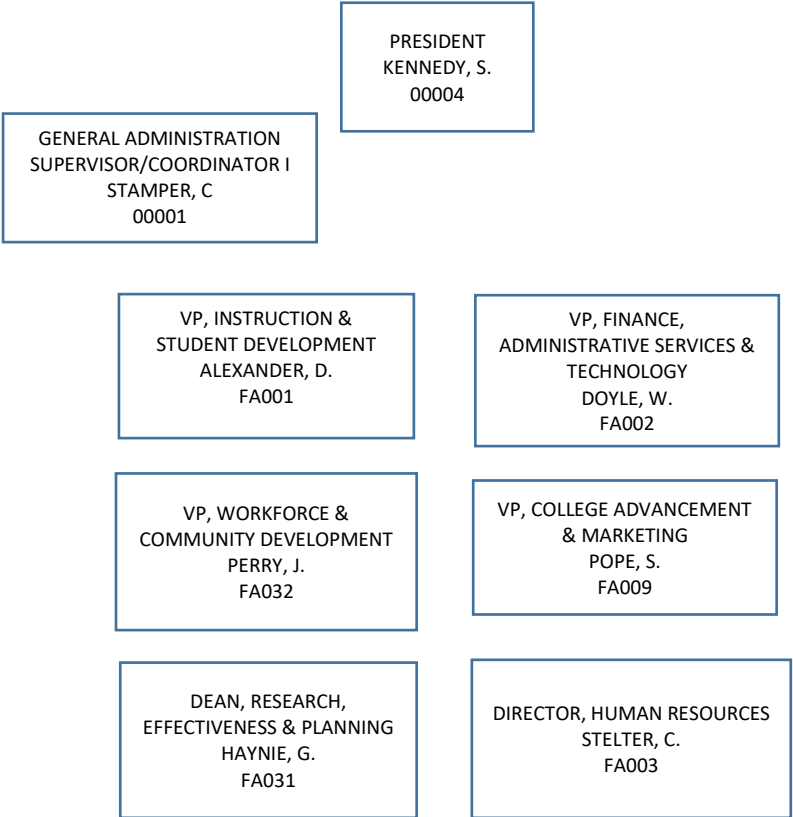 PRESIDENT
KENNEDY, S.
00004
GENERAL ADMINISTRATION
SUPERVISOR/COORDINATOR I
STAMPER, C
00001
VP, INSTRUCTION &
STUDENT DEVELOPMENT
ALEXANDER, D.
FA001
VP, FINANCE,
ADMINISTRATIVE SERVICES &
TECHNOLOGY
DOYLE, W.
FA002
VP, WORKFORCE &
COMMUNITY DEVELOPMENT
PERRY, J.
FA032
VP, COLLEGE ADVANCEMENT
& MARKETING
POPE, S.
FA009
DEAN, RESEARCH,
EFFECTIVENESS & PLANNING
HAYNIE, G.
FA031
DIRECTOR, HUMAN RESOURCES
STELTER, C.
FA003